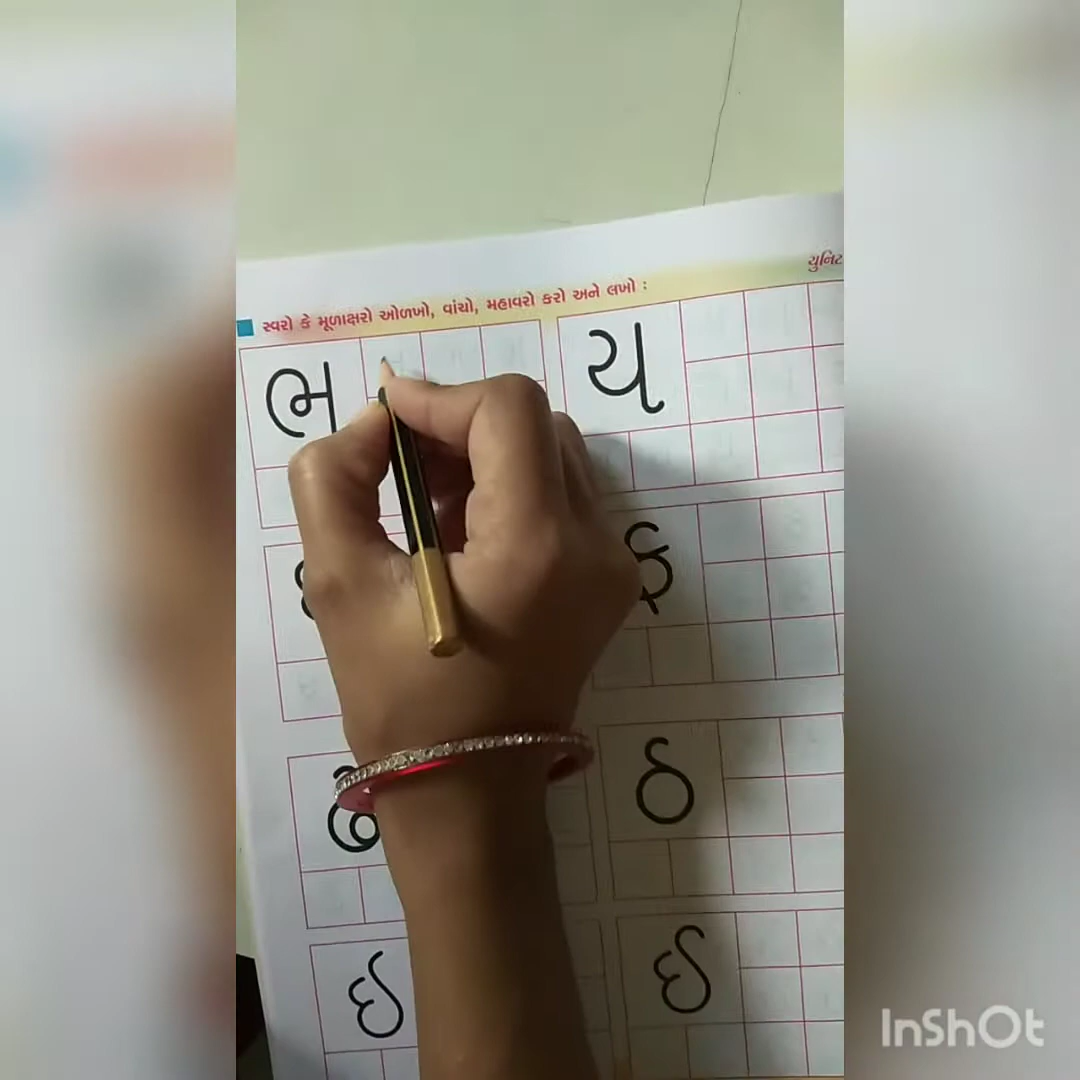 યુનિટ
સ્વરો કે મૂળાક્ષરો ઓળખો, વાંચો, મહાવરો કરો અને લખો :
ભ ય
ફ
ઢ ઠ
ઇ ઈ
InShOt